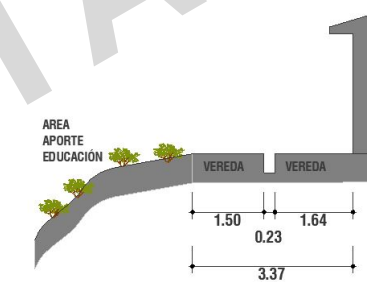 AREA
APORTE
EDUCACIÓN
VEREDA VEREDA
1.50 1.64
0.23
3.37